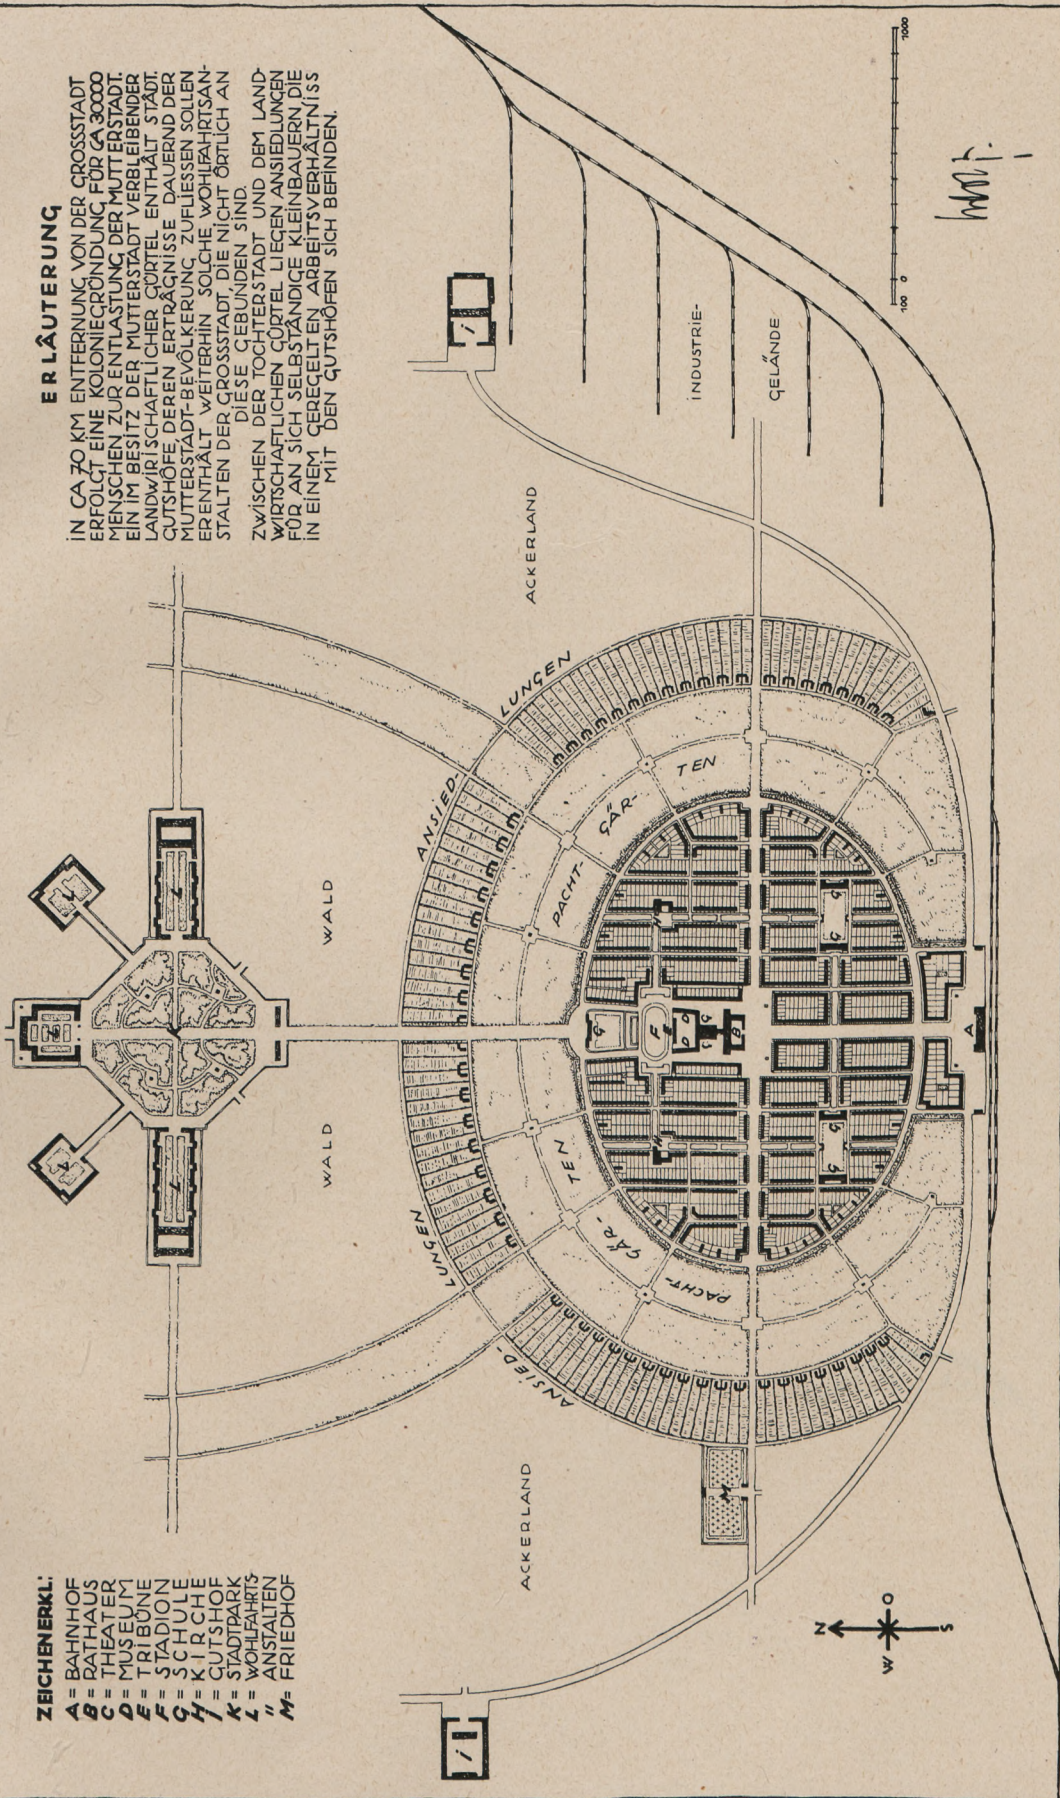 ZEICHENERKL:
A = BAHNHOF
B = RATHAUS
C = THEATER
D = MUSEUM
E = TRIBÜNE
F = STADION
G = SCHULE
H = KIRCHE
J = GUTSHOF
K = STADTPARK
L = WOHLFAHRTS-
" ANSTALTEN
M = FRIEDHOF
ERLÄUTERUNG
IN CA 70 KM ENTFERNUNG VON DER GROSSSTADT
ERFOLGT EINE KOLONIEGRÜNDUNG FÜR CA 30000
MENSCHEN ZUR ENTLASTUNG DER MUTTERSTADT.
EIN IM BESITZ DER MUTTERSTADT VERBLEIBENDER
LANDWIRISCHAFTLICHER GÜRTEL ENTHÄLT STÄDT.
GUTSHÖFE, DEREN ERTRÄGNISSE DAUERND DER
MUTTERSTADT-BEVÖLKERUNG ZUFLIESSEN SOLLEN
ERENTHÄLT WEITERHIN SOLCHE WOHLFAHRTSAN-
STALTEN DER GROSSSTADT, DIE NICHT ÖRTLICH AN
DIESE GEBUNDEN SIND.
ZWISCHEN DER TOCHTERSTADT UND DEM LAND-
WIRTSCHAFTLICHEN GÜRTEL LIEGEN ANSIEDLUNGEN
FÜR AN SICH SELBSTÄNDIGE KLEINBAUERN, DIE
IN EINEM GEREGELTEN ARBEITSVERHÄLTNISS
MIT DEN GUTSHÖFEN SICH BEFINDEN.
L
L
L
L
L
K
WALD
WALD
ANSIED-
LUNGEN
ANSIED-
LUNGEN
ACKERLAND
ACKERLAND
i
i
PACHT-
GÄR-
TEN
PACHT-
GÄR-
TEN
G
F
E
D
D
C
C
B
H
H
G
G
G
G
A
M
INDUSTRIE-
GELÄNDE
N
W
O
S
100
0
1000